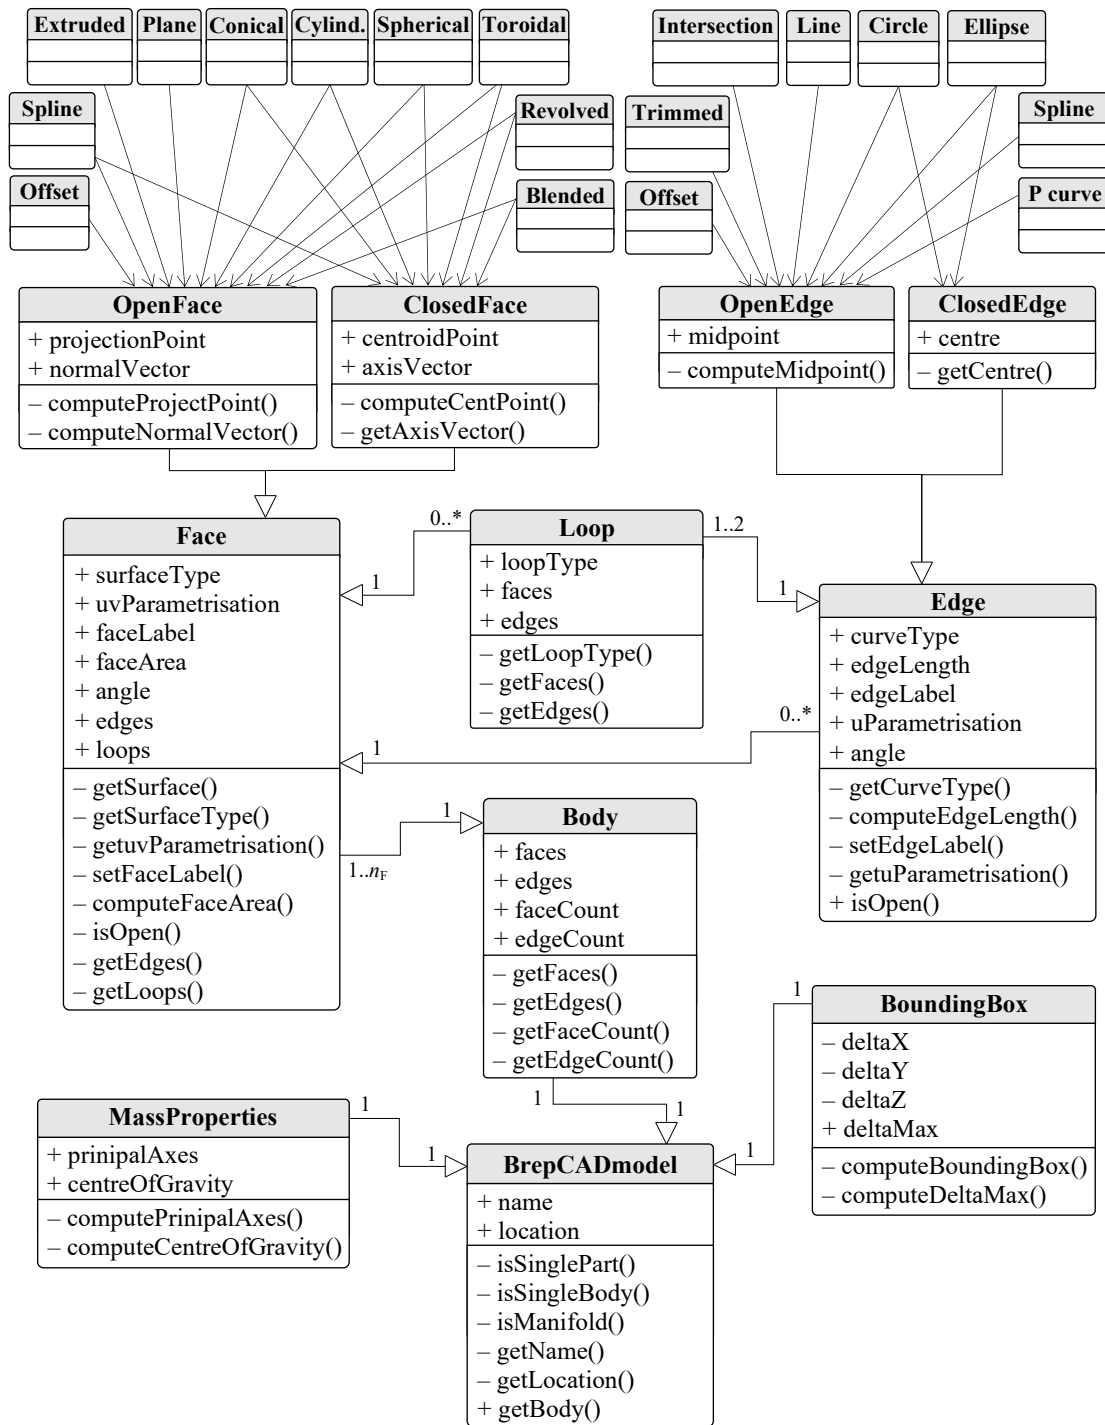 Extruded Plane Conical Cylind. Spherical Toroidal
Spline
Revolved
Offset
Blended
Intersection Line Circle Ellipse
Trimmed
Spline
Offset
P curve
OpenFace
+ projectionPoint
+ normalVector
– computeProjectPoint()
– computeNormalVector()
ClosedFace
+ centroidPoint
+ axisVector
– computeCentPoint()
– getAxisVector()
OpenEdge
+ midpoint
– computeMidpoint()
ClosedEdge
+ centre
– getCentre()
Face
+ surfaceType
+ uvParametrisation
+ faceLabel
+ faceArea
+ angle
+ edges
+ loops
– getSurface()
– getSurfaceType()
– getuvParametrisation()
– setFaceLabel()
– computeFaceArea()
– isOpen()
– getEdges()
– getLoops()
0..*
1
Loop
+ loopType
+ faces
+ edges
– getLoopType()
– getFaces()
– getEdges()
1..2
1
Edge
+ curveType
+ edgeLength
+ edgeLabel
+ uParametrisation
+ angle
– getCurveType()
– computeEdgeLength()
– setEdgeLabel()
– getuParametrisation()
+ isOpen()
0..*
1
1
1..nF
Body
+ faces
+ edges
+ faceCount
+ edgeCount
– getFaces()
– getEdges()
– getFaceCount()
– getEdgeCount()
1
1
BoundingBox
– deltaX
– deltaY
– deltaZ
+ deltaMax
– computeBoundingBox()
– computeDeltaMax()
1
1
MassProperties
+ prinipalAxes
+ centreOfGravity
– computePrinipalAxes()
– computeCentreOfGravity()
1
1
BrepCADmodel
+ name
+ location
– isSinglePart()
– isSingleBody()
– isManifold()
– getName()
– getLocation()
+ getBody()